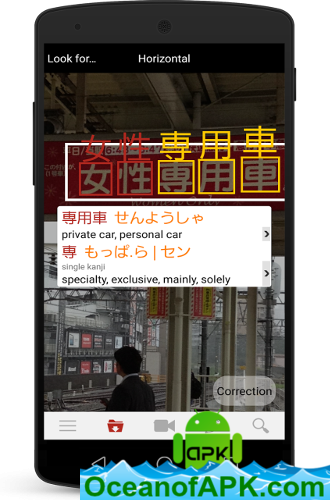 Look for... Horizontal
女性専用車
女性専用車
専用車 せんようしゃ
private car, personal car
専 もっぱ.ら | セン
single kanji
specialty, exclusive, mainly, solely
Correction
apk!
OceanofAPK.com